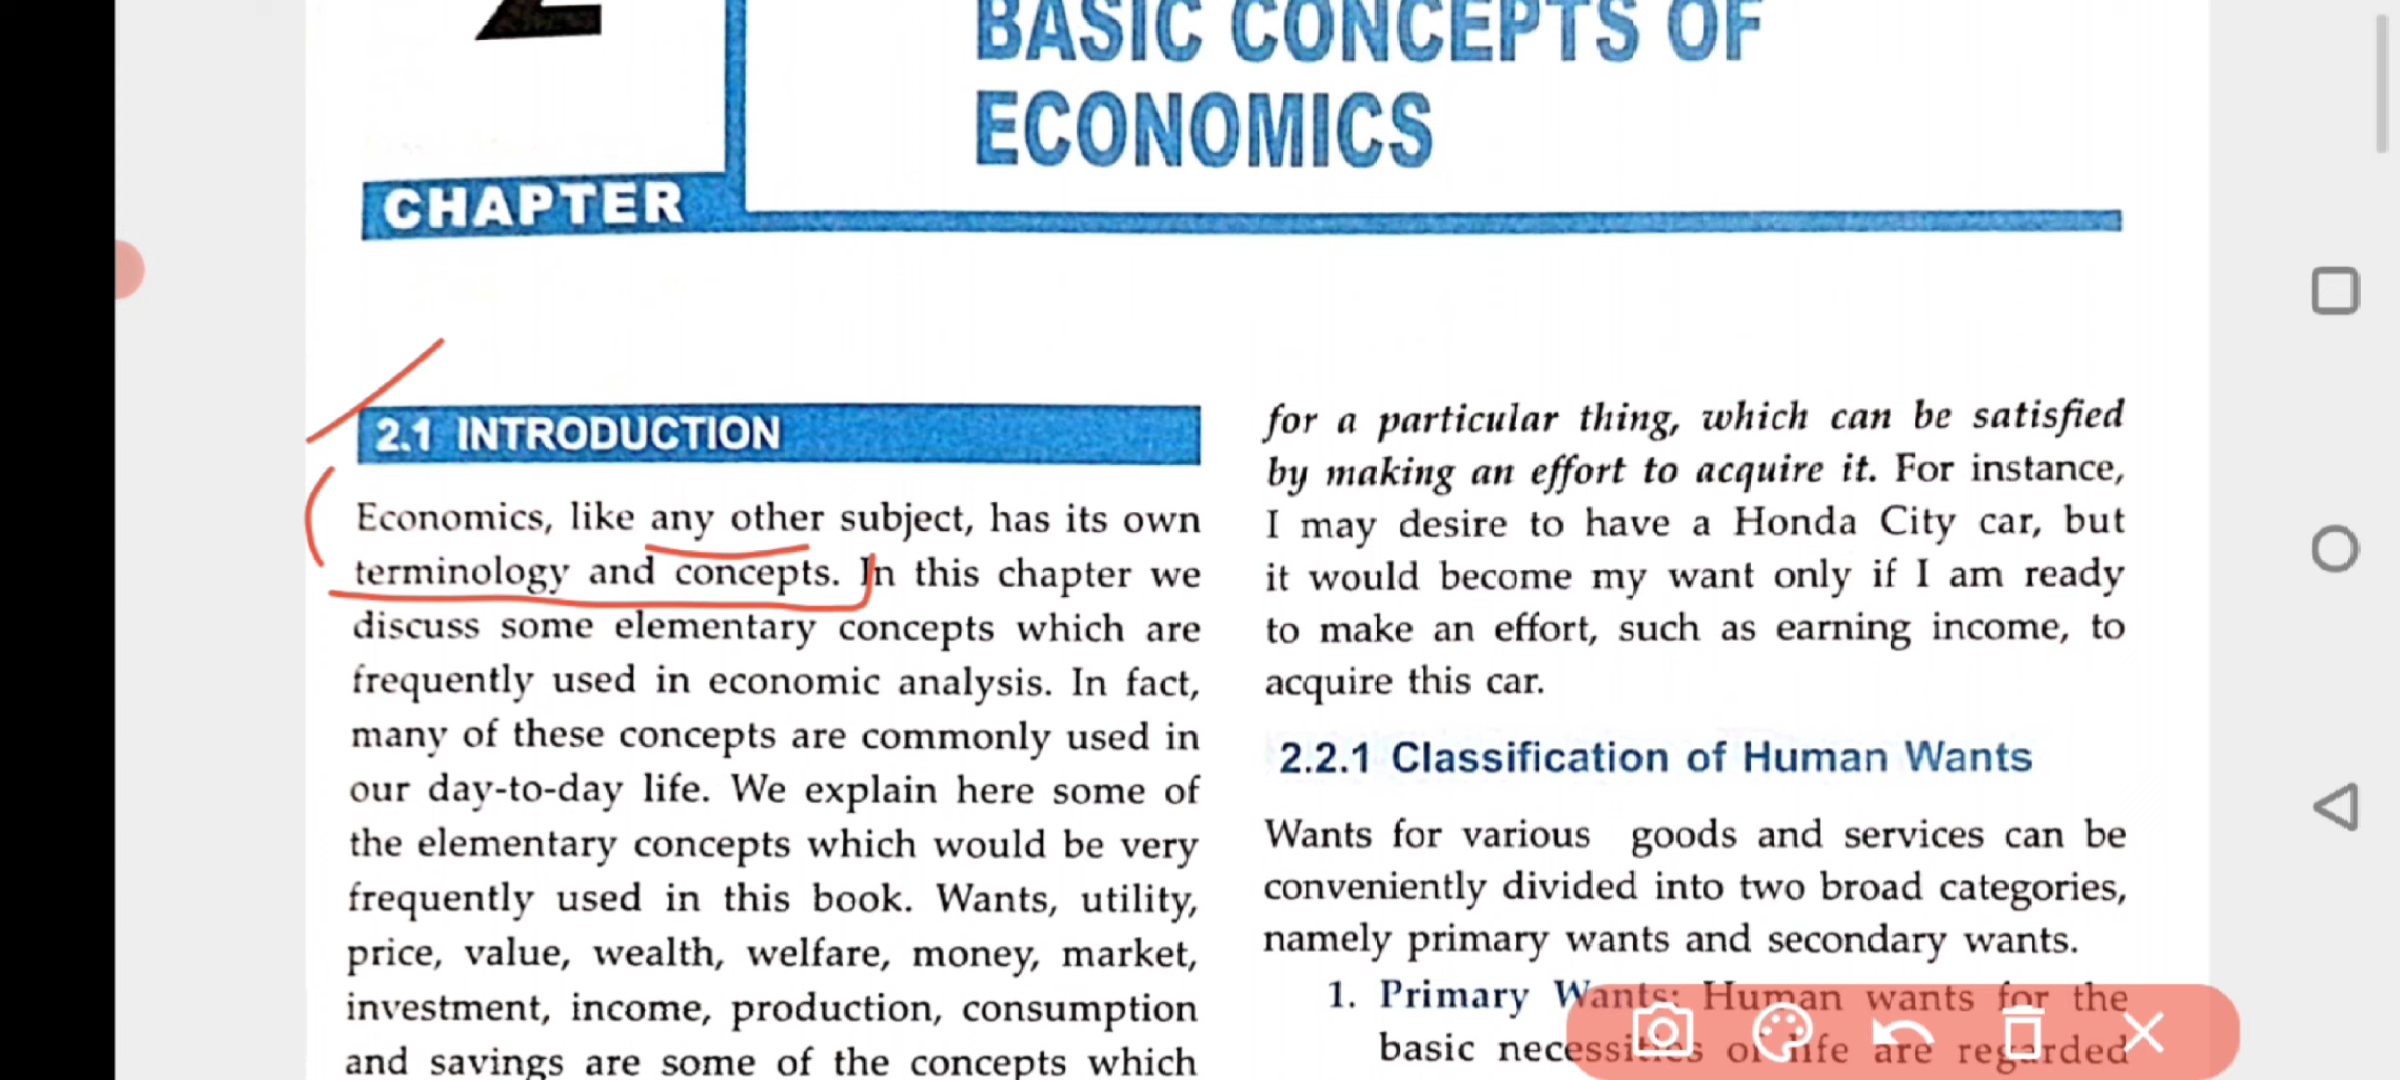 BASIC CONCEPTS OF
ECONOMICS
CHAPTER
2.1 INTRODUCTION
Economics, like any other subject, has its own
terminology and concepts. In this chapter we
discuss some elementary concepts which are
frequently used in economic analysis. In fact,
many of these concepts are commonly used in
our day-to-day life. We explain here some of
the elementary concepts which would be very
frequently used in this book. Wants, utility,
price, value, wealth, welfare, money, market,
investment, income, production, consumption
and savings are some of the concepts which
for a particular thing, which can be satisfied
by making an effort to acquire it. For instance,
I may desire to have a Honda City car, but
it would become my want only if I am ready
to make an effort, such as earning income, to
acquire this car.
2.2.1 Classification of Human Wants
Wants for various goods and services can be
conveniently divided into two broad categories,
namely primary wants and secondary wants.
1. Primary Wants: Human wants for the
basic necessities of life are regarded